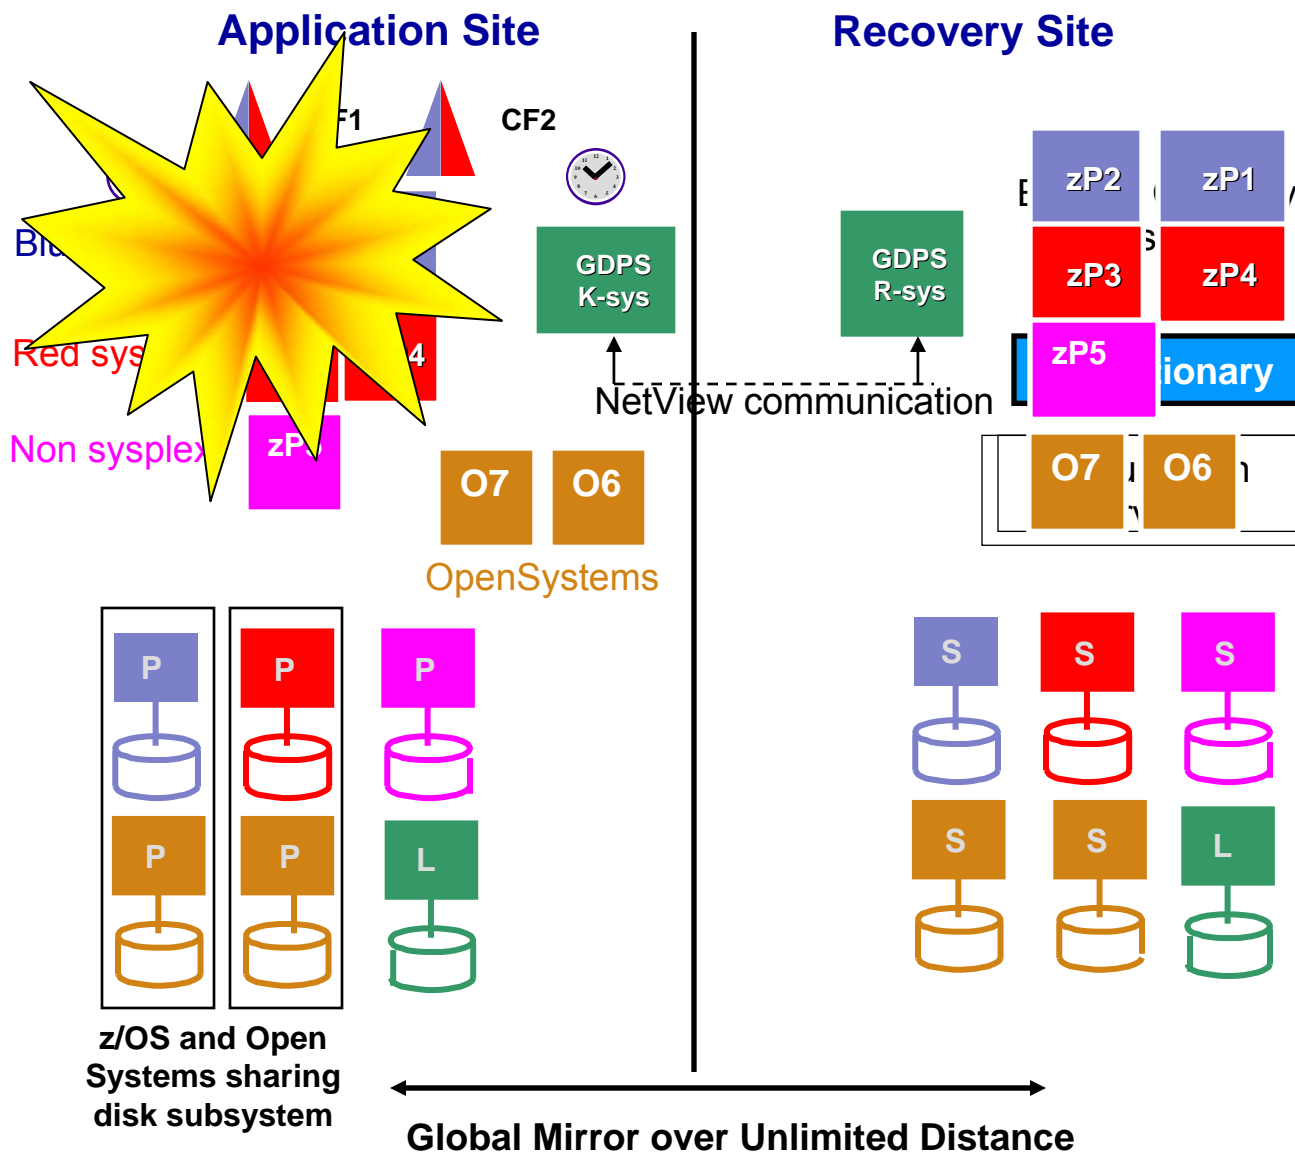 Application Site
Recovery Site
F1
CF2
zP2
zP1
GDPS
K-sys
GDPS
R-sys
zP3
zP4
Red sys
4
zP5
tionary
NetView communication
Non sysplex
O7
O6
O7
O6
OpenSystems
P
P
P
S
S
S
P
P
L
S
S
L
z/OS and Open
Systems sharing
disk subsystem
Global Mirror over Unlimited Distance